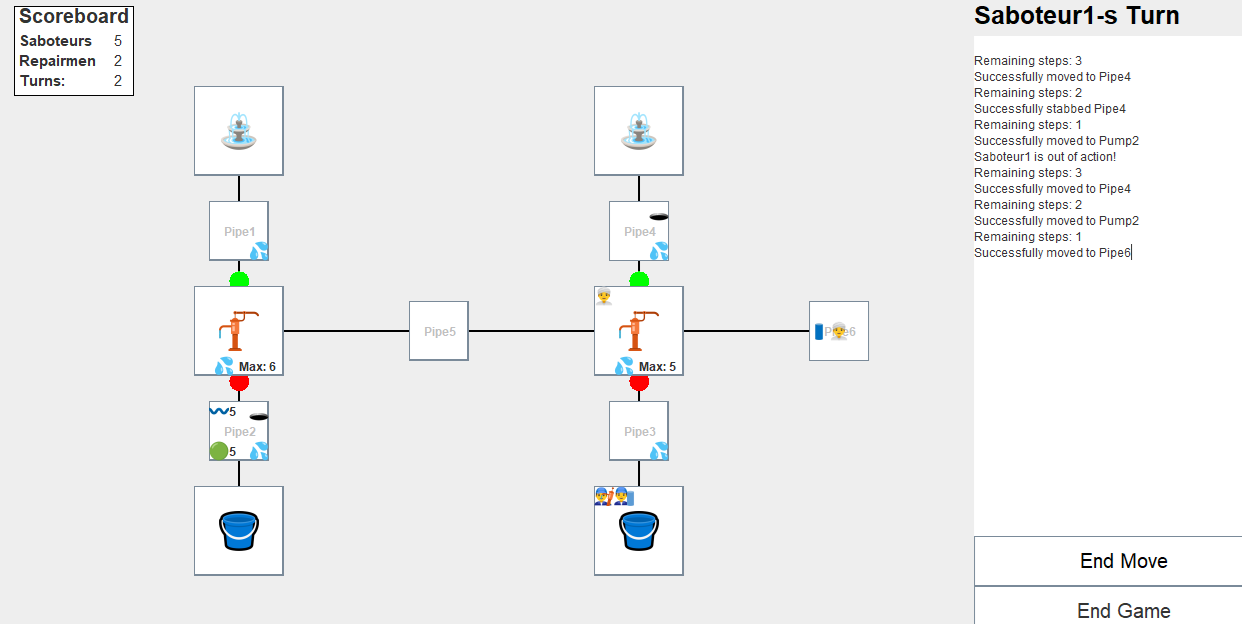 Scoreboard
Saboteurs 5
Repairmen 2
Turns: 2
Saboteur1-s Turn
Remaining steps: 3
Successfully moved to Pipe4
Remaining steps: 2
Successfully stabbed Pipe4
Remaining steps: 1
Successfully moved to Pump2
Saboteur1 is out of action!
Remaining steps: 3
Successfully moved to Pipe4
Remaining steps: 2
Successfully moved to Pump2
Remaining steps: 1
Successfully moved to Pipe6
Pipe1
Pipe4
Max: 6
Pipe5
Max: 5
Pipe6
5
Pipe2
5
Pipe3
End Move
End Game